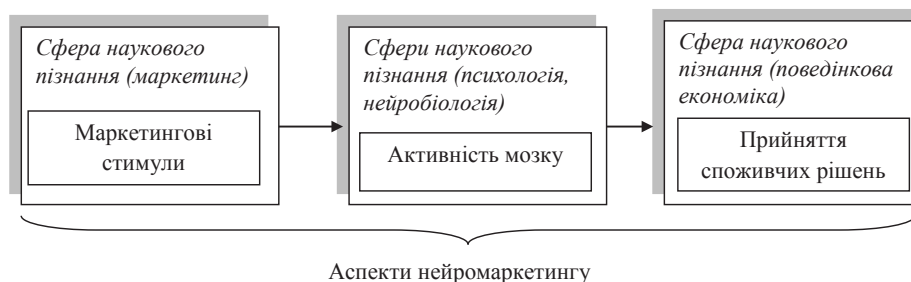 Сфера наукового
пізнання (маркетинг)
Маркетингові
стимули
Сфери наукового
пізнання (психологія,
нейробіологія)
Активність мозку
Сфера наукового
пізнання (поведінкова
економіка)
Прийняття
споживчих рішень
Аспекти нейромаркетингу